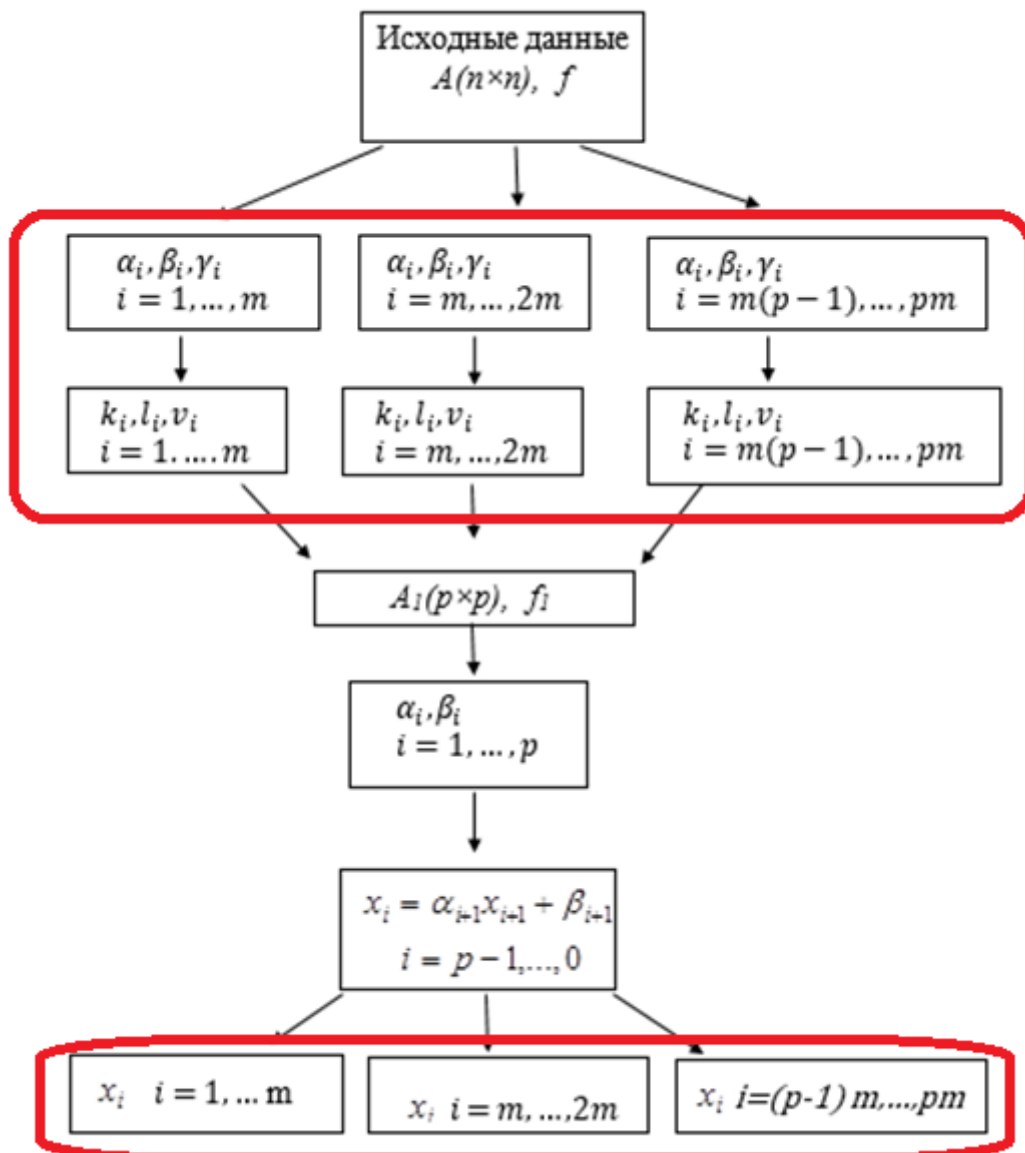 Исходные данные
A(n×n), f
αᵢ,βᵢ,γᵢ
i = 1,…,m
αᵢ,βᵢ,γᵢ
i = m,…,2m
αᵢ,βᵢ,γᵢ
i = m(p − 1),…,pm
kᵢ,lᵢ,vᵢ
i = 1.….m
kᵢ,lᵢ,vᵢ
i = m,…,2m
kᵢ,lᵢ,vᵢ
i = m(p − 1),…,pm
A₁(p×p), f₁
αᵢ,βᵢ
i = 1,…,p
xᵢ = αᵢ₊₁xᵢ₊₁ + βᵢ₊₁
i = p − 1,…,0
xᵢ i = 1,…m
xᵢ i = m,…,2m
xᵢ i=(p-1)m,…,pm